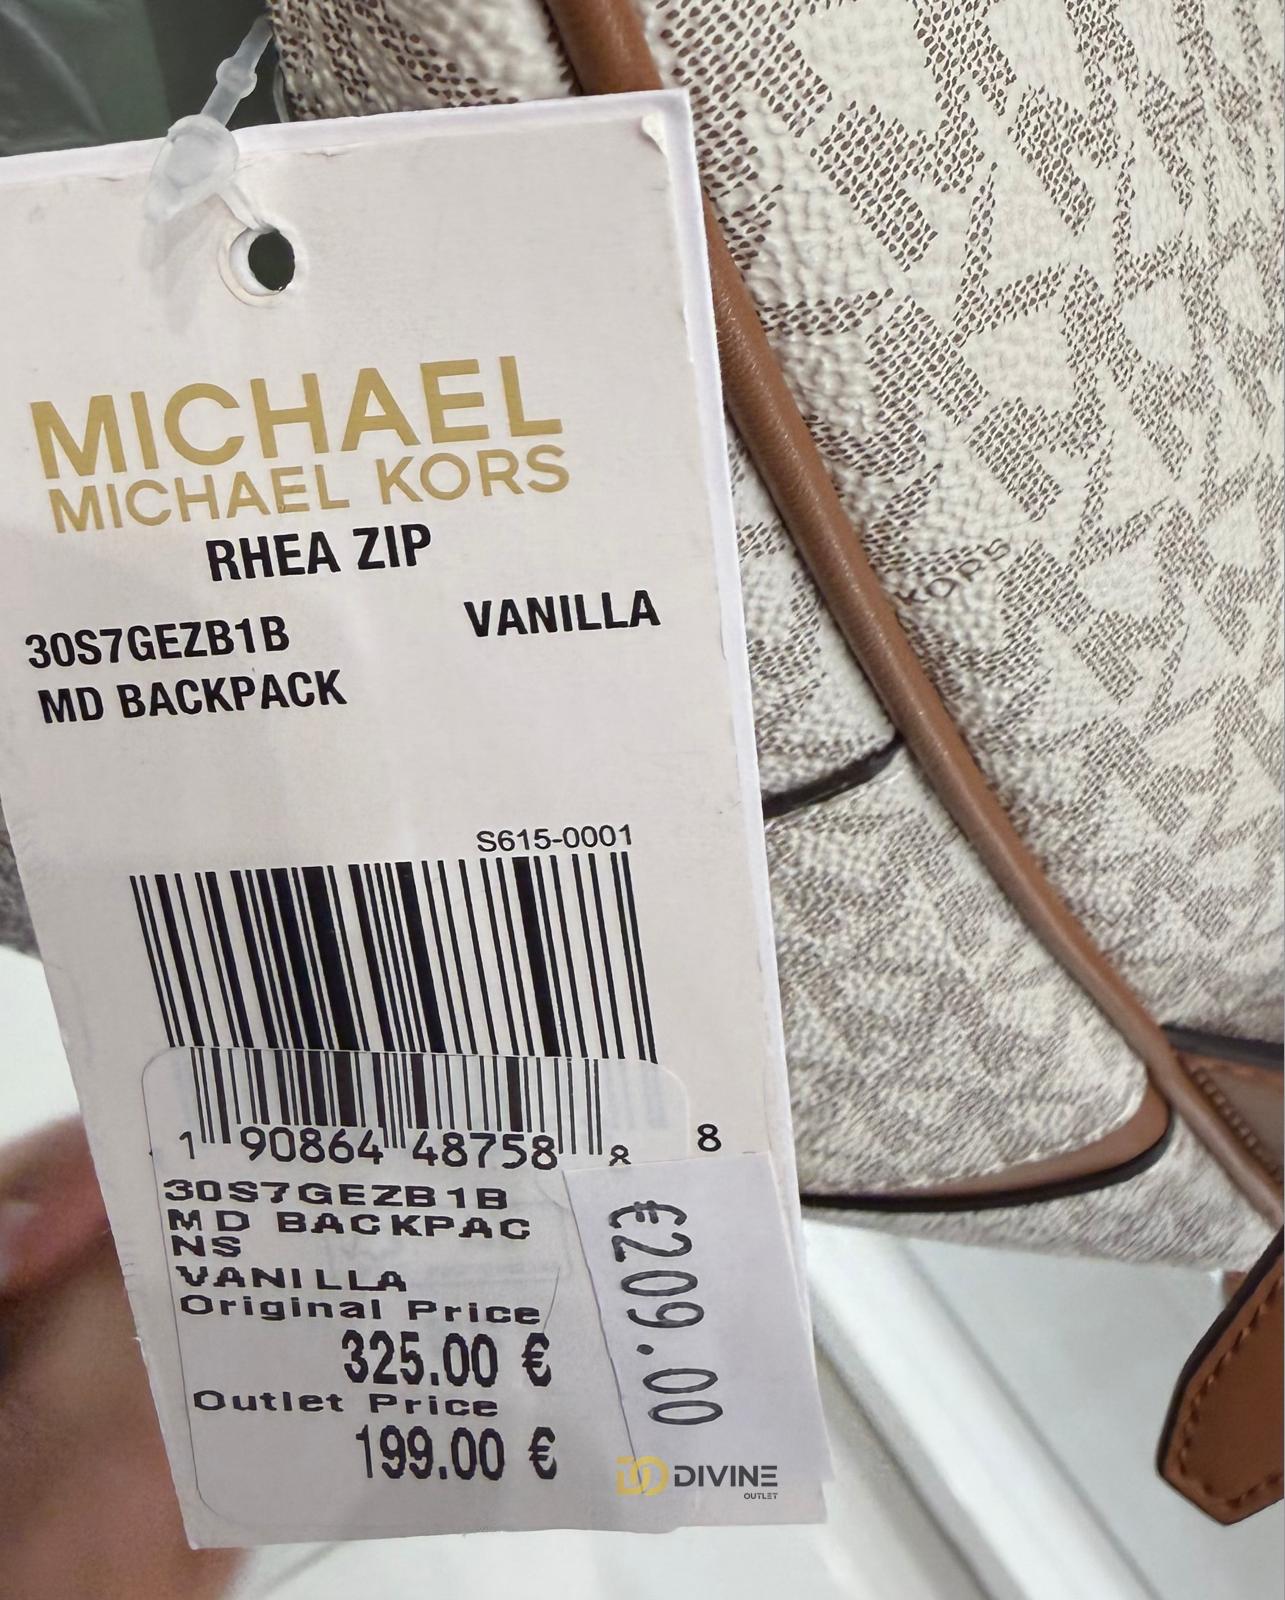 MICHAEL
MICHAEL KORS
RHEA ZIP
30S7GEZB1B
VANILLA
MD BACKPACK
S615-0001
1 90864 48758 8
8
30S7GEZB1B
MD BACKPAC
NS
VANILLA
Original Price
325.00 €
Outlet Price
199.00 €
€209.00
DIVINE
OUTLET
KORS